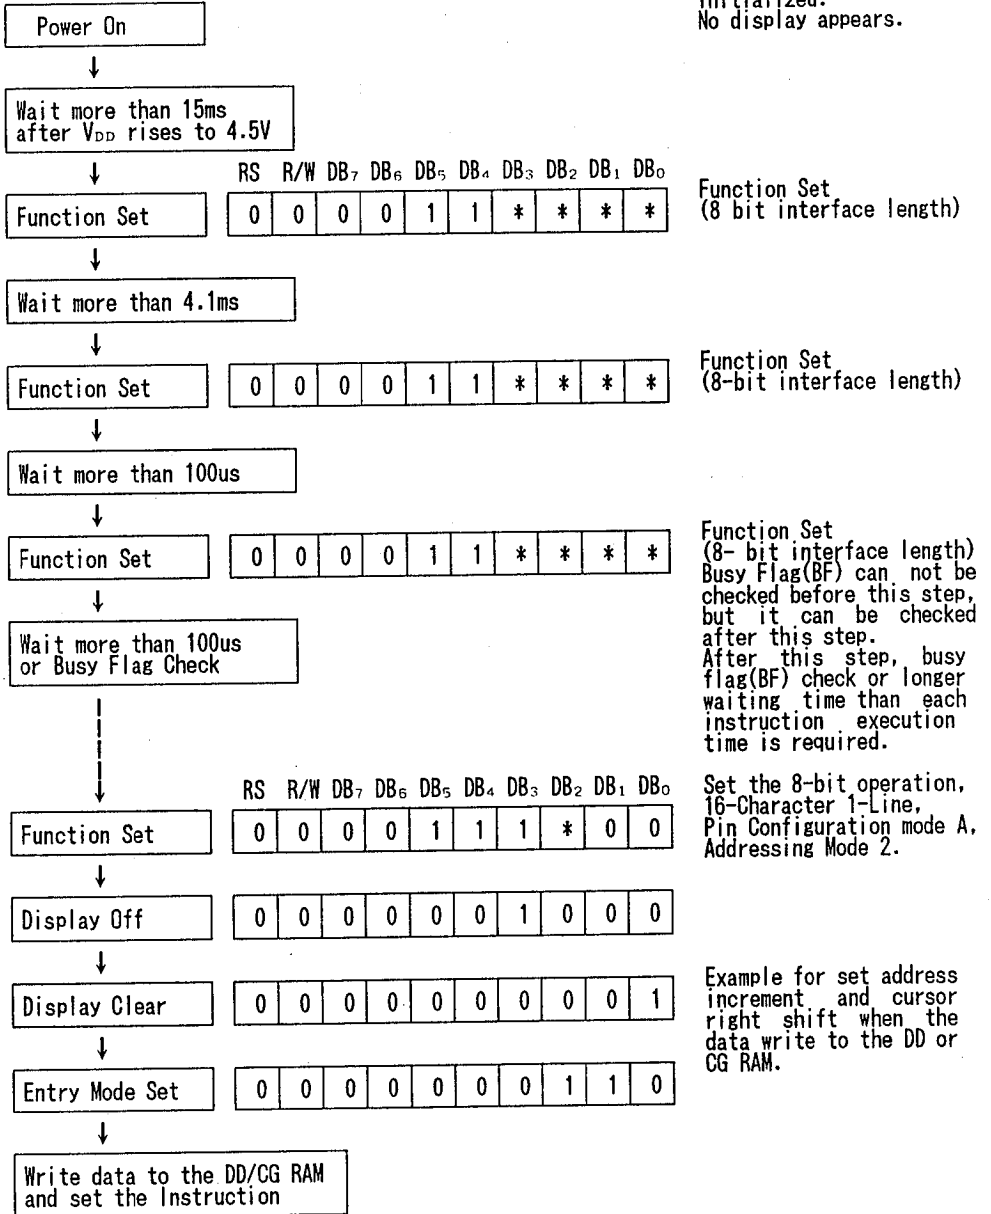 Initialized.
No display appears.
Power On
↓
Wait more than 15ms
after V_DD rises to 4.5V
↓
RS R/W DB₇ DB₆ DB₅ DB₄ DB₃ DB₂ DB₁ DB₀
Function Set
0 0 0 0 1 1 * * * *
Function Set
(8 bit interface length)
↓
Wait more than 4.1ms
↓
Function Set
0 0 0 0 1 1 * * * *
Function Set
(8-bit interface length)
↓
Wait more than 100us
↓
Function Set
0 0 0 0 1 1 * * * *
Function Set
(8- bit interface length)
Busy Flag(BF) can not be
checked before this step,
but it can be checked
after this step.
After this step, busy
flag(BF) check or longer
waiting time than each
instruction execution
time is required.
↓
Wait more than 100us
or Busy Flag Check
↓
RS R/W DB₇ DB₆ DB₅ DB₄ DB₃ DB₂ DB₁ DB₀
Function Set
0 0 0 0 1 1 1 * 0 0
Set the 8-bit operation,
16-Character 1-Line,
Pin Configuration mode A,
Addressing Mode 2.
↓
Display Off
0 0 0 0 0 0 1 0 0 0
↓
Display Clear
0 0 0 0 0 0 0 0 0 1
Example for set address
increment and cursor
right shift when the
data write to the DD or
CG RAM.
↓
Entry Mode Set
0 0 0 0 0 0 0 1 1 0
↓
Write data to the DD/CG RAM
and set the Instruction